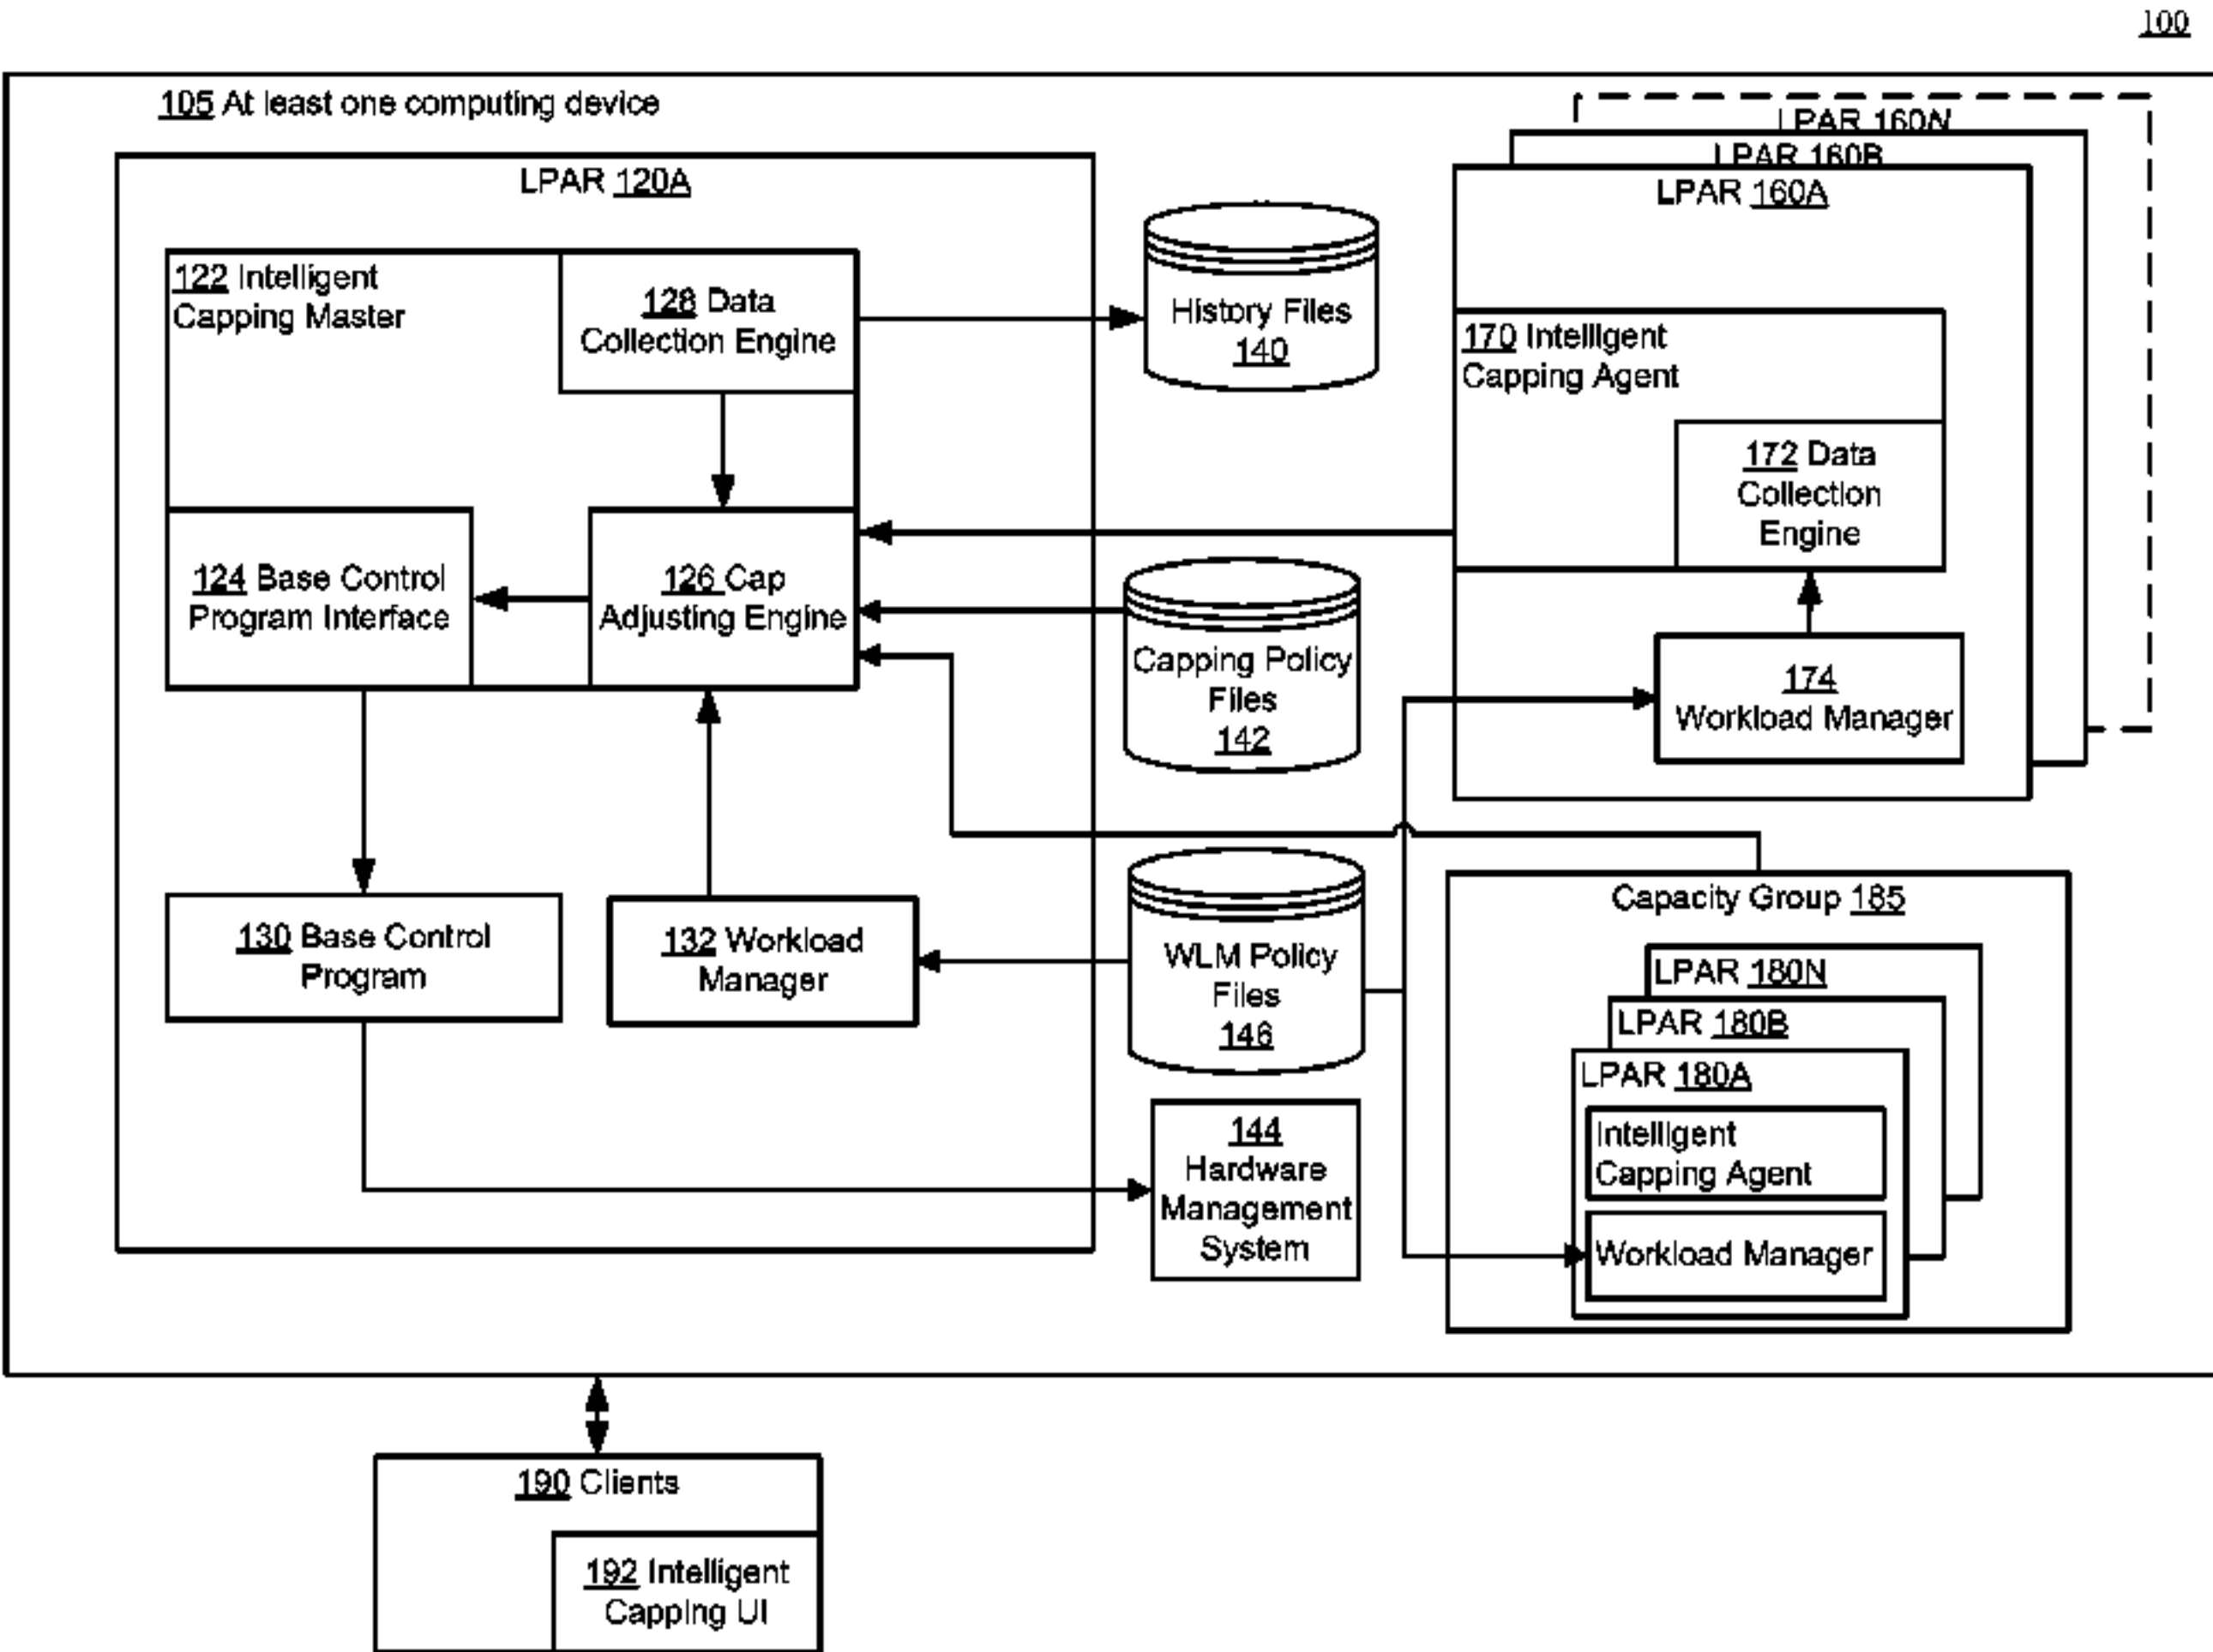 100
105 At least one computing device
LPAR 120A
122 Intelligent
Capping Master
128 Data
Collection Engine
124 Base Control
Program Interface
126 Cap
Adjusting Engine
130 Base Control
Program
132 Workload
Manager
History Files
140
Capping Policy
Files
142
WLM Policy
Files
146
144
Hardware
Management
System
LPAR 160N
LPAR 160B
LPAR 160A
170 Intelligent
Capping Agent
172 Data
Collection
Engine
174
Workload Manager
Capacity Group 185
LPAR 180N
LPAR 180B
LPAR 180A
Intelligent
Capping Agent
Workload Manager
190 Clients
192 Intelligent
Capping UI